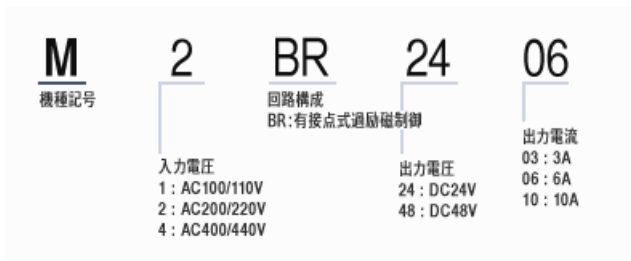 M 2 BR 24 06
機種記号
回路構成
BR:有接点式過励磁制御
入力電圧
1：AC100/110V
2：AC200/220V
4：AC400/440V
出力電圧
24：DC24V
48：DC48V
出力電流
03：3A
06：6A
10：10A